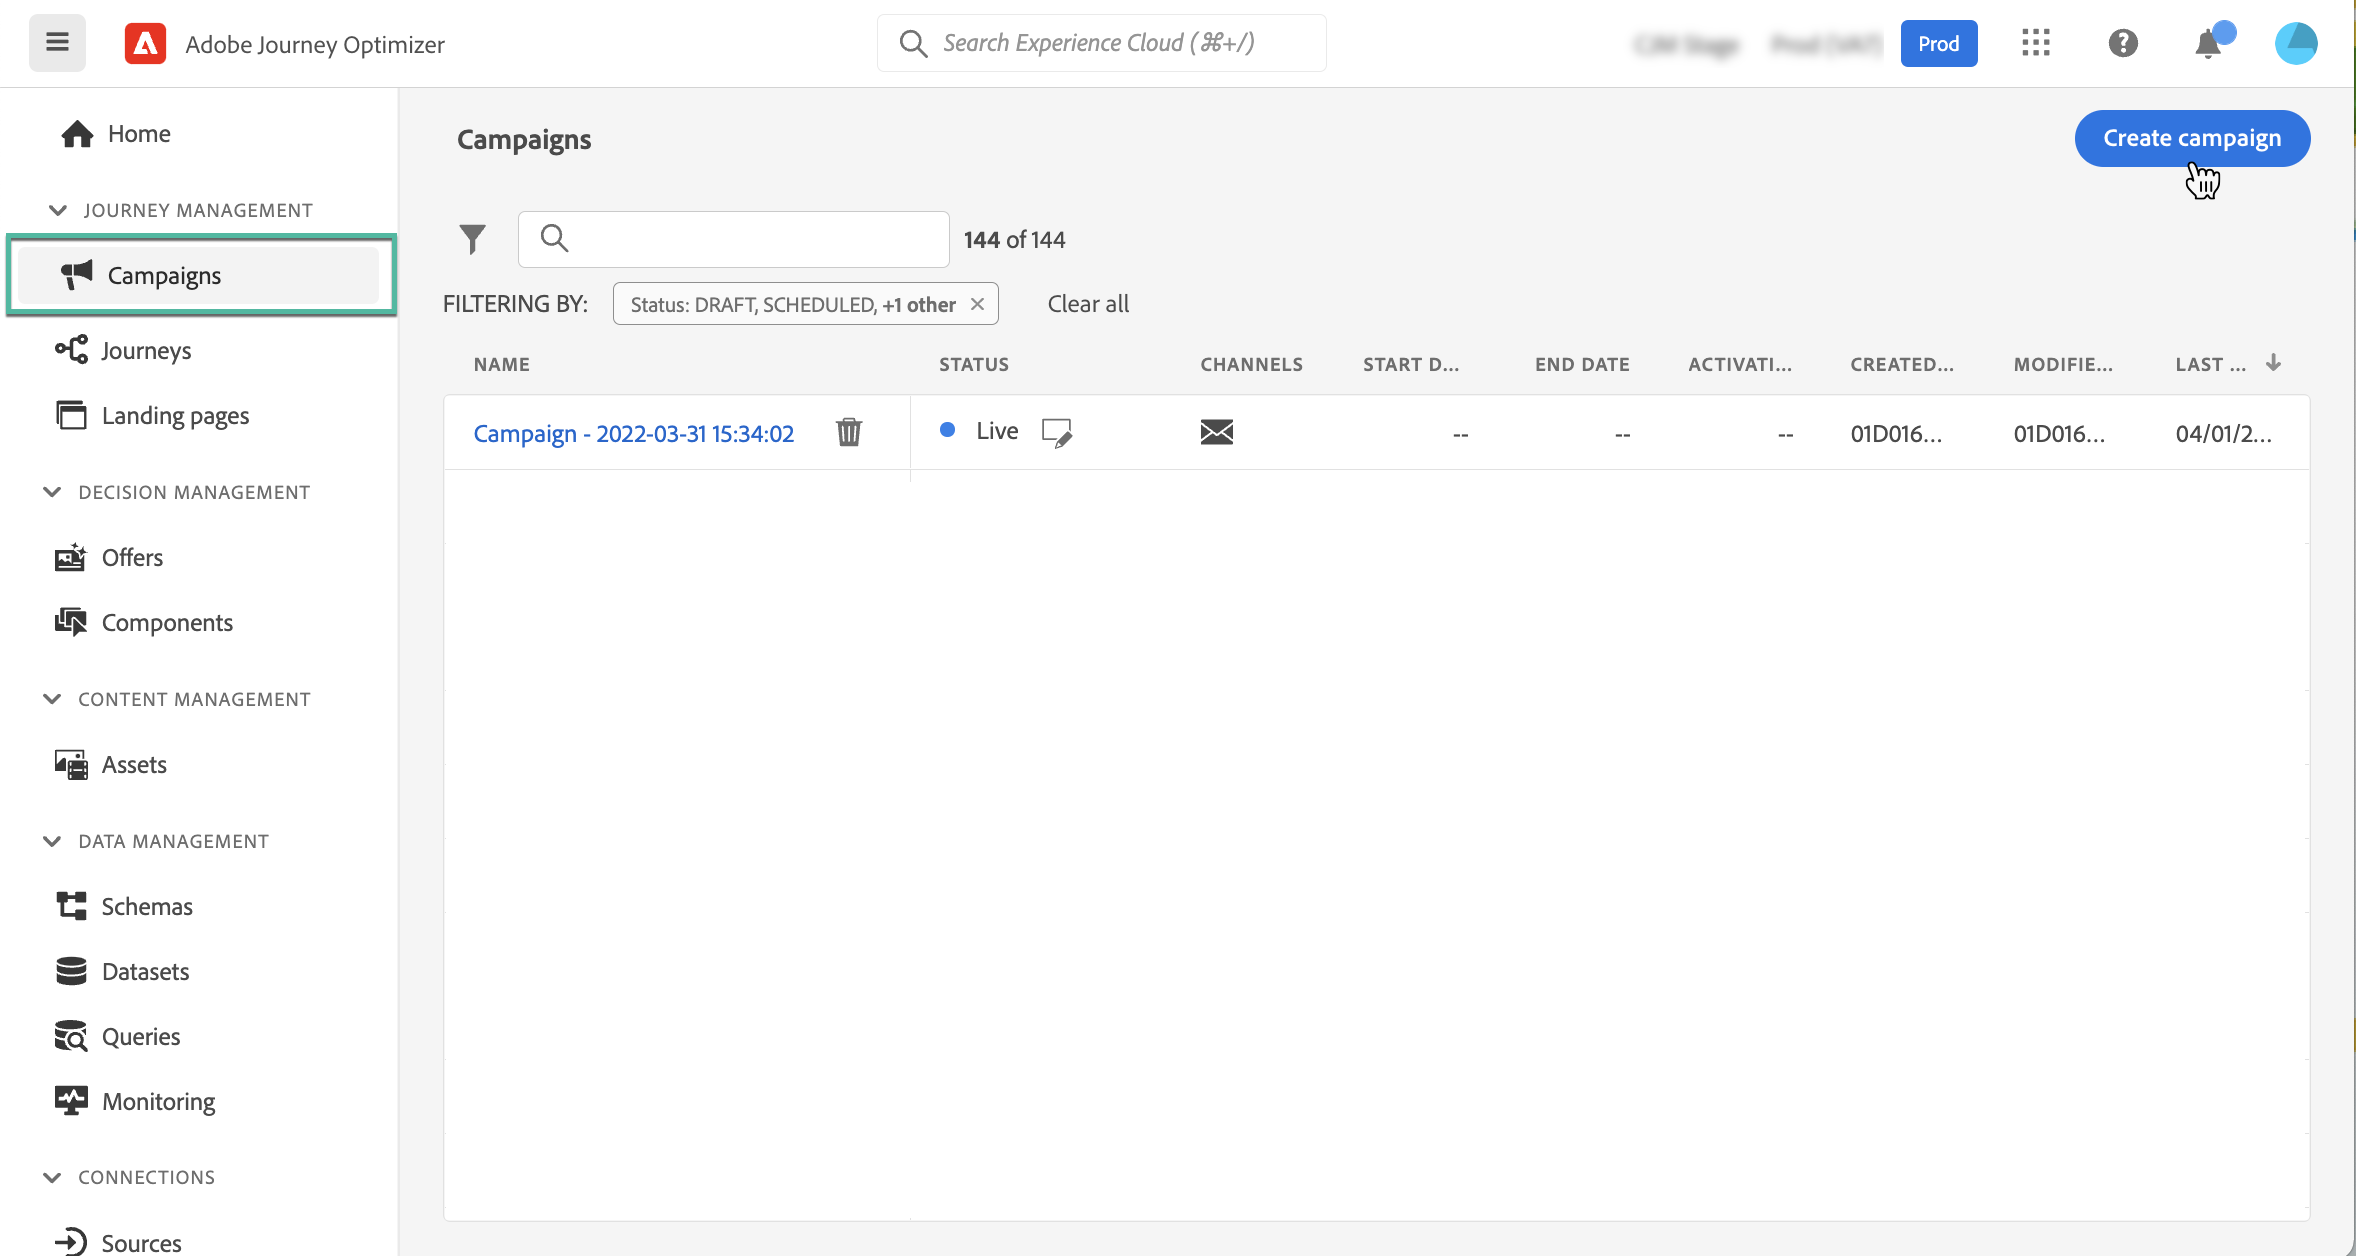 Adobe Journey Optimizer
Search Experience Cloud (⌘+/)
Prod
Home
JOURNEY MANAGEMENT
Campaigns
Journeys
Landing pages
DECISION MANAGEMENT
Offers
Components
CONTENT MANAGEMENT
Assets
DATA MANAGEMENT
Schemas
Datasets
Queries
Monitoring
CONNECTIONS
Sources
Campaigns
Create campaign
144 of 144
FILTERING BY: Status: DRAFT, SCHEDULED, +1 other Clear all
NAME STATUS CHANNELS START D... END DATE ACTIVATI... CREATED... MODIFIE... LAST ...
Campaign - 2022-03-31 15:34:02 Live -- -- -- 01D016... 01D016... 04/01/2...